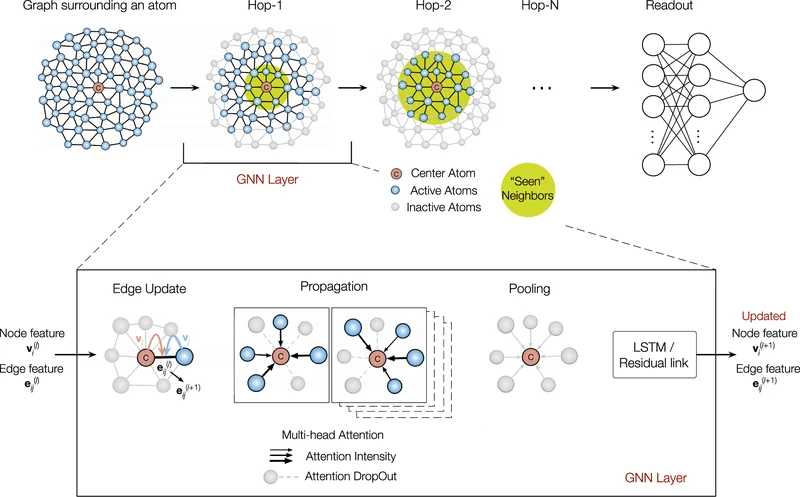 Graph surrounding an atom
Hop-1
Hop-2
Hop-N
Readout
C
C
C
...
GNN Layer
C Center Atom
Active Atoms
Inactive Atoms
"Seen"
Neighbors
Edge Update
Propagation
Pooling
Node feature
v_i^(l)
Edge feature
e_ij^(l)
v_i
v_j
C
e_ij^(l)
e_ij^(l+1)
C
C
C
LSTM /
Residual link
Updated
Node feature
v_i^(l+1)
Edge feature
e_ij^(l+1)
Multi-head Attention
Attention Intensity
Attention DropOut
GNN Layer